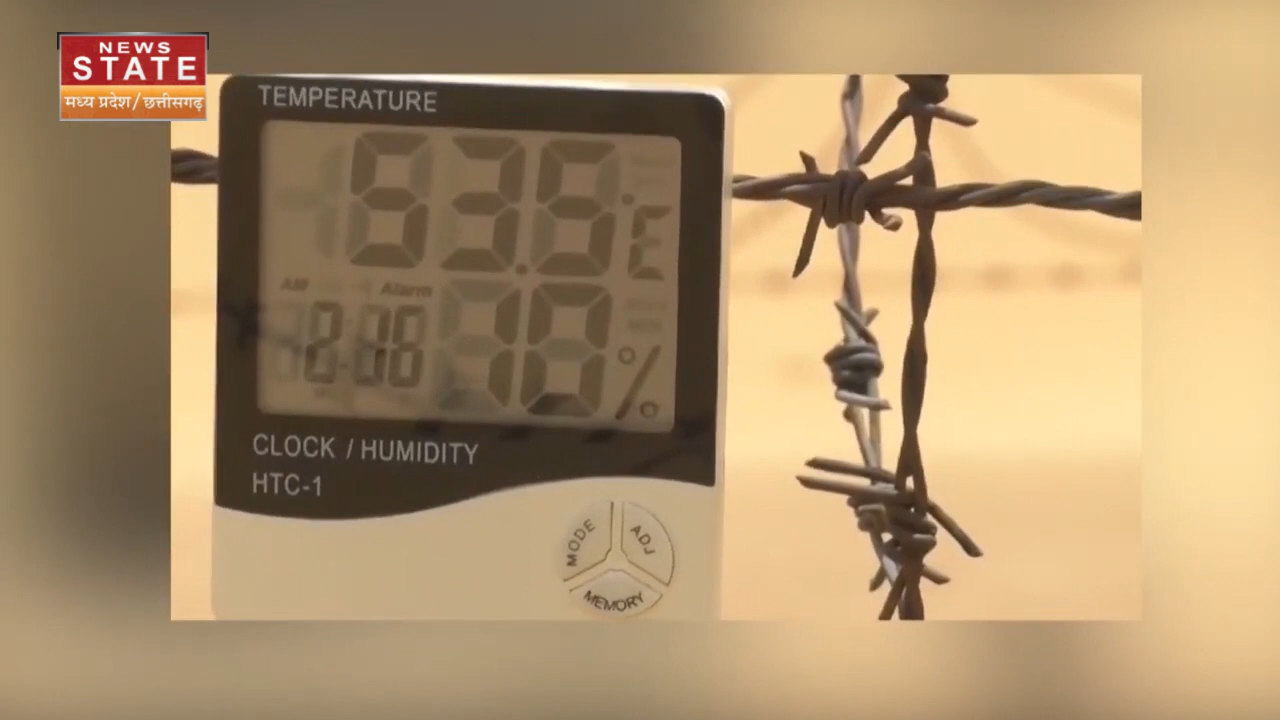 NEWS
STATE
मध्य प्रदेश/छत्तीसगढ़
TEMPERATURE
AM
Alarm
%
CLOCK / HUMIDITY
HTC-1
MODE
ADJ
MEMORY